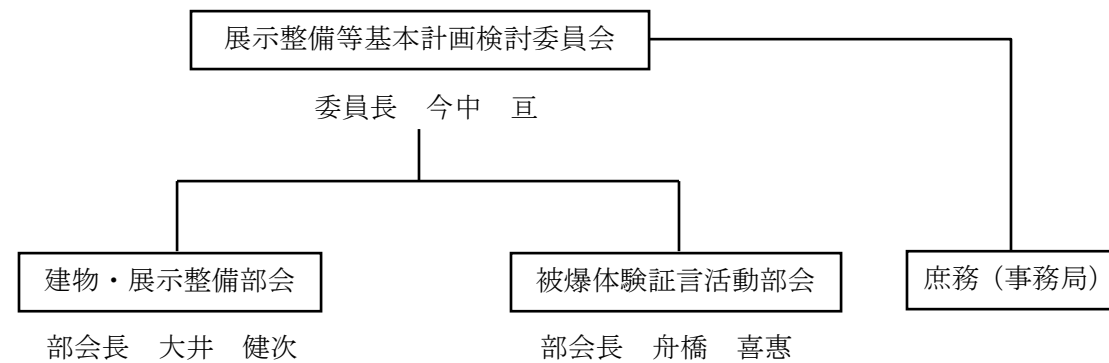 展示整備等基本計画検討委員会
委員長　今中　亘
建物・展示整備部会
部会長　大井　健次
被爆体験証言活動部会
部会長　舟橋　喜惠
庶務（事務局）